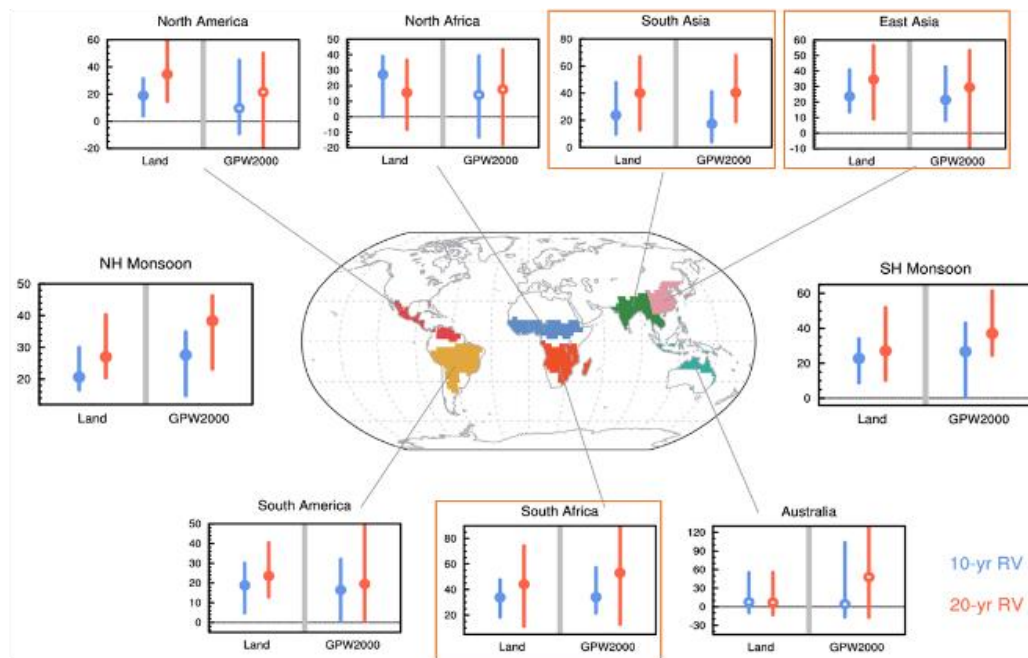 North America
60
40
20
0
-20
Land GPW2000
North Africa
50
40
30
20
10
0
-10
-20
Land GPW2000
South Asia
80
60
40
20
0
Land GPW2000
East Asia
60
50
40
30
20
10
0
-10
Land GPW2000
NH Monsoon
50
40
30
20
Land GPW2000
SH Monsoon
60
40
20
0
Land GPW2000
South America
50
40
30
20
10
0
Land GPW2000
South Africa
80
60
40
20
Land GPW2000
Australia
120
90
60
30
0
-30
Land GPW2000
10-yr RV
20-yr RV